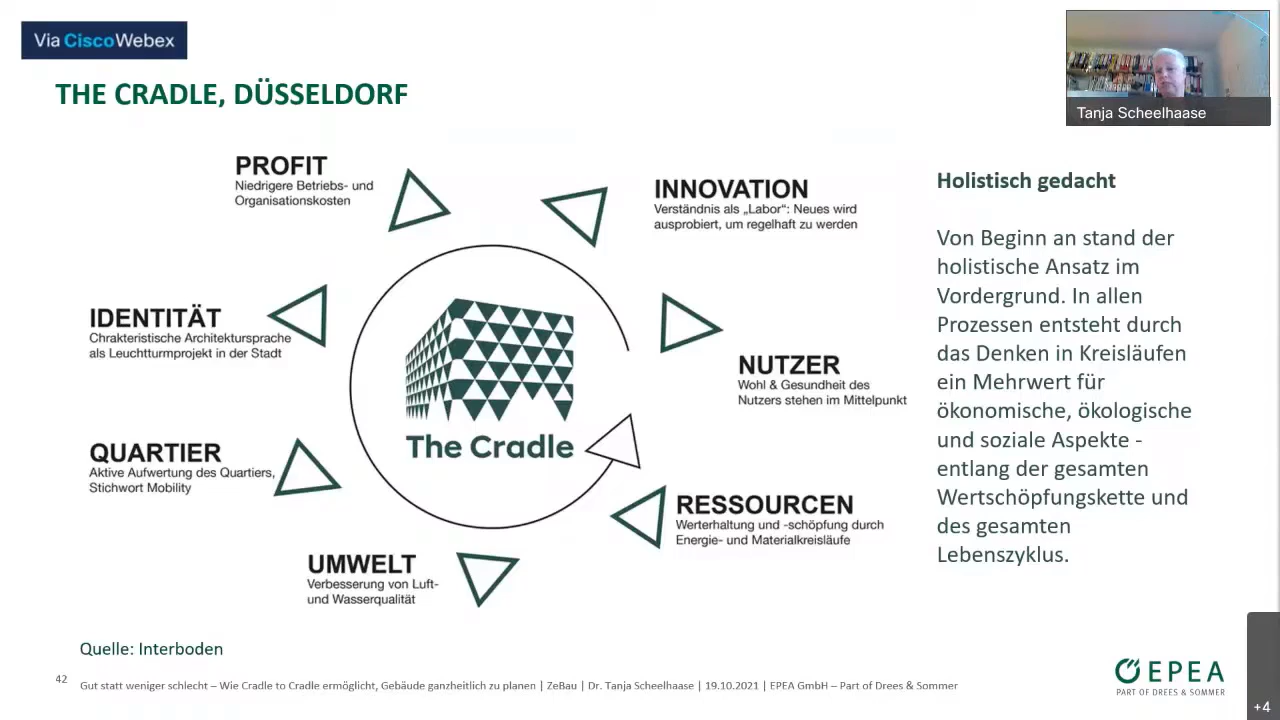 Via CiscoWebex
Tanja Scheelhaase
THE CRADLE, DÜSSELDORF
PROFIT
Niedrigere Betriebs- und
Organisationskosten
INNOVATION
Verständnis als „Labor“: Neues wird
ausprobiert, um regelhaft zu werden
IDENTITÄT
Chrakteristische Architektursprache
als Leuchtturmprojekt in der Stadt
NUTZER
Wohl & Gesundheit des
Nutzers stehen im Mittelpunkt
The Cradle
QUARTIER
Aktive Aufwertung des Quartiers,
Stichwort Mobility
RESSOURCEN
Werterhaltung und -schöpfung durch
Energie- und Materialkreisläufe
UMWELT
Verbesserung von Luft-
und Wasserqualität
Holistisch gedacht
Von Beginn an stand der
holistische Ansatz im
Vordergrund. In allen
Prozessen entsteht durch
das Denken in Kreisläufen
ein Mehrwert für
ökonomische, ökologische
und soziale Aspekte -
entlang der gesamten
Wertschöpfungskette und
des gesamten
Lebenszyklus.
Quelle: Interboden
42
Gut statt weniger schlecht – Wie Cradle to Cradle ermöglicht, Gebäude ganzheitlich zu planen | ZeBau | Dr. Tanja Scheelhaase | 19.10.2021 | EPEA GmbH – Part of Drees & Sommer
EPEA
PART OF DREES & SOMMER
+4